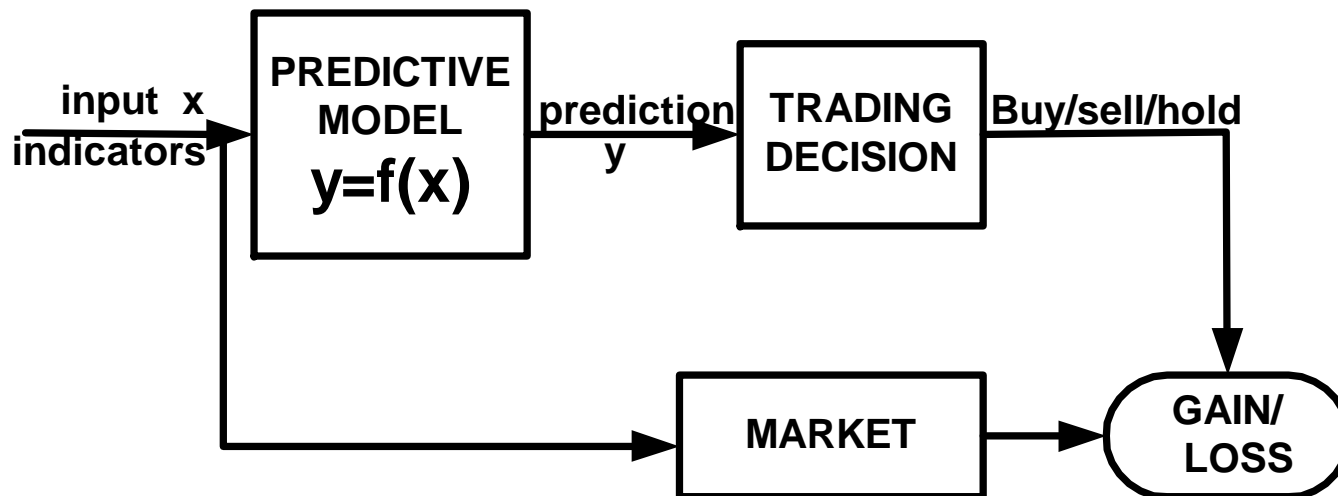 input x
indicators
PREDICTIVE
MODEL
y=f(x)
prediction
y
TRADING
DECISION
Buy/sell/hold
MARKET
GAIN/
LOSS